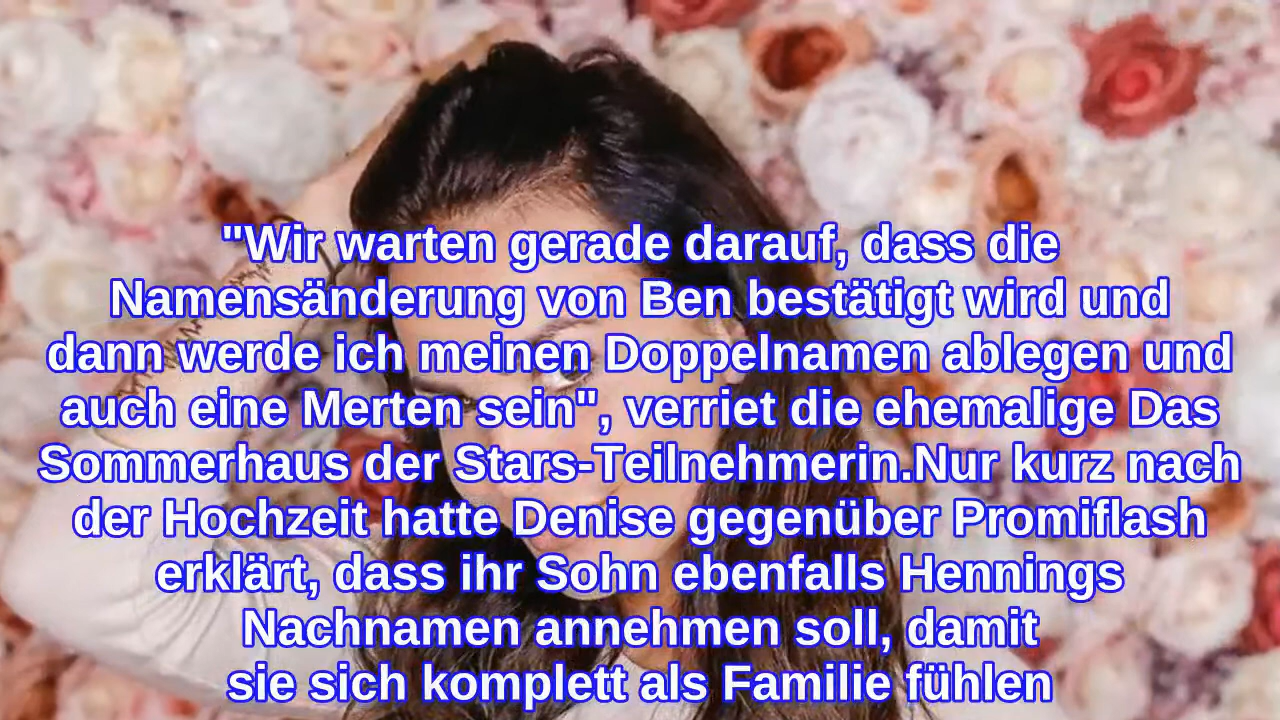 "Wir warten gerade darauf, dass die
Namensänderung von Ben bestätigt wird und
dann werde ich meinen Doppelnamen ablegen und
auch eine Merten sein", verriet die ehemalige Das
Sommerhaus der Stars-Teilnehmerin.Nur kurz nach
der Hochzeit hatte Denise gegenüber Promiflash
erklärt, dass ihr Sohn ebenfalls Hennings
Nachnamen annehmen soll, damit
sie sich komplett als Familie fühlen